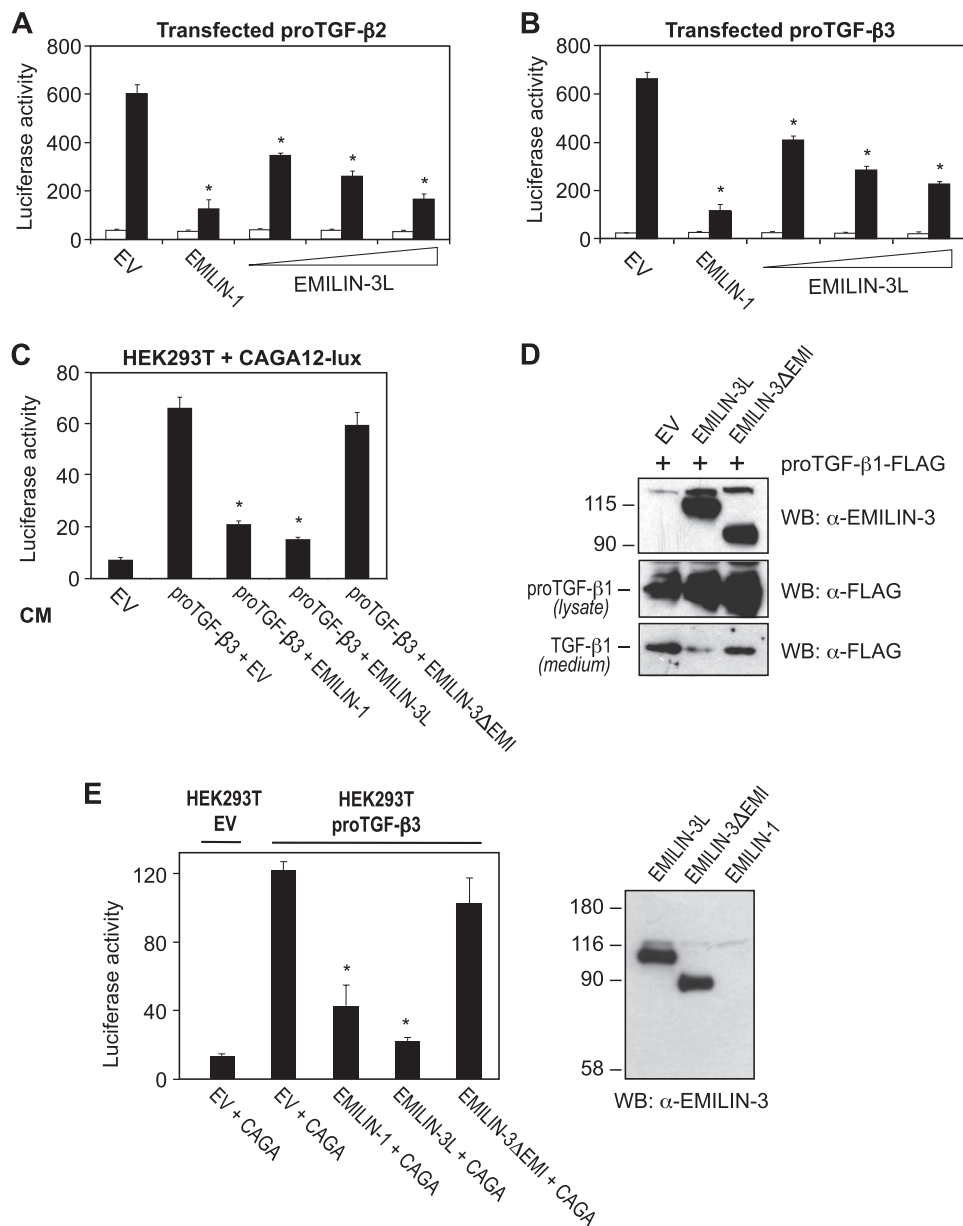 A
Transfected proTGF-β2
Luciferase activity
800
600
400
200
0
*
*
*
*
EV
EMILIN-1
EMILIN-3L
B
Transfected proTGF-β3
Luciferase activity
800
600
400
200
0
*
*
*
*
EV
EMILIN-1
EMILIN-3L
C
HEK293T + CAGA12-lux
Luciferase activity
80
60
40
20
0
*
*
CM
EV
proTGF-β3 + EV
proTGF-β3 + EMILIN-1
proTGF-β3 + EMILIN-3L
proTGF-β3 + EMILIN-3ΔEMI
D
EV
EMILIN-3L
EMILIN-3ΔEMI
+ + + proTGF-β1-FLAG
115
90
WB: α-EMILIN-3
proTGF-β1
(lysate)
WB: α-FLAG
TGF-β1
(medium)
WB: α-FLAG
E
HEK293T
EV
HEK293T
proTGF-β3
Luciferase activity
120
80
40
0
*
*
EV + CAGA
EV + CAGA
EMILIN-1 + CAGA
EMILIN-3L + CAGA
EMILIN-3ΔEMI + CAGA
EMILIN-3L
EMILIN-3ΔEMI
EMILIN-1
180
116
90
58
WB: α-EMILIN-3